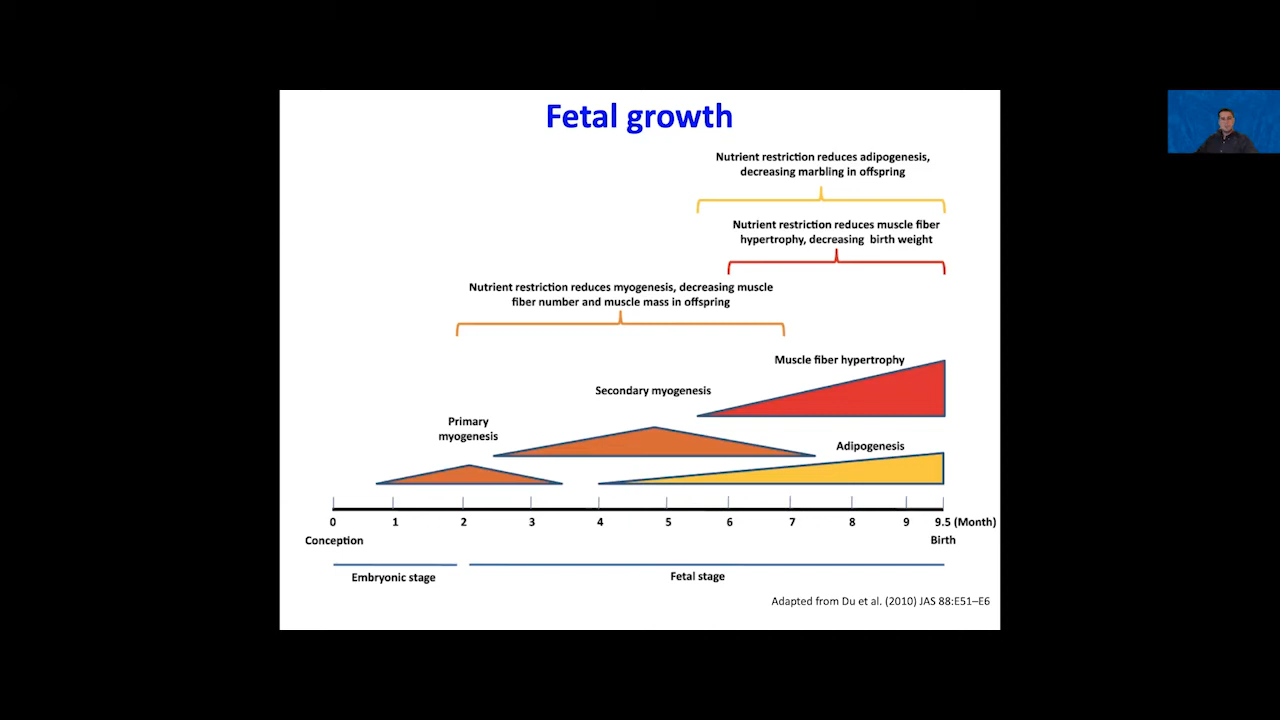 Fetal growth
Nutrient restriction reduces adipogenesis,
decreasing marbling in offspring
Nutrient restriction reduces muscle fiber
hypertrophy, decreasing birth weight
Nutrient restriction reduces myogenesis, decreasing muscle
fiber number and muscle mass in offspring
Muscle fiber hypertrophy
Secondary myogenesis
Primary
myogenesis
Adipogenesis
0 1 2 3 4 5 6 7 8 9 9.5 (Month)
Conception Birth
Embryonic stage Fetal stage
Adapted from Du et al. (2010) JAS 88:E51–E6